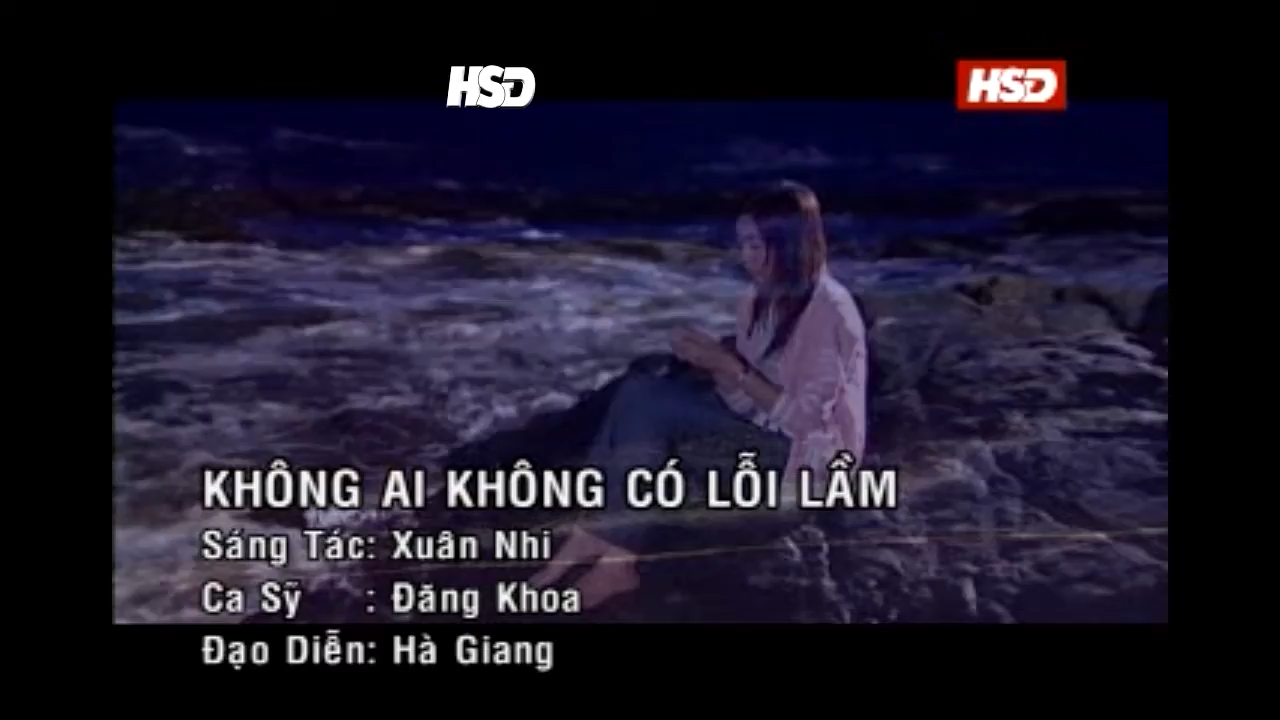 HSD
HSD
KHÔNG AI KHÔNG CÓ LỖI LẦM
Sáng Tác: Xuân Nhi
Ca Sỹ : Đăng Khoa
Đạo Diễn: Hà Giang